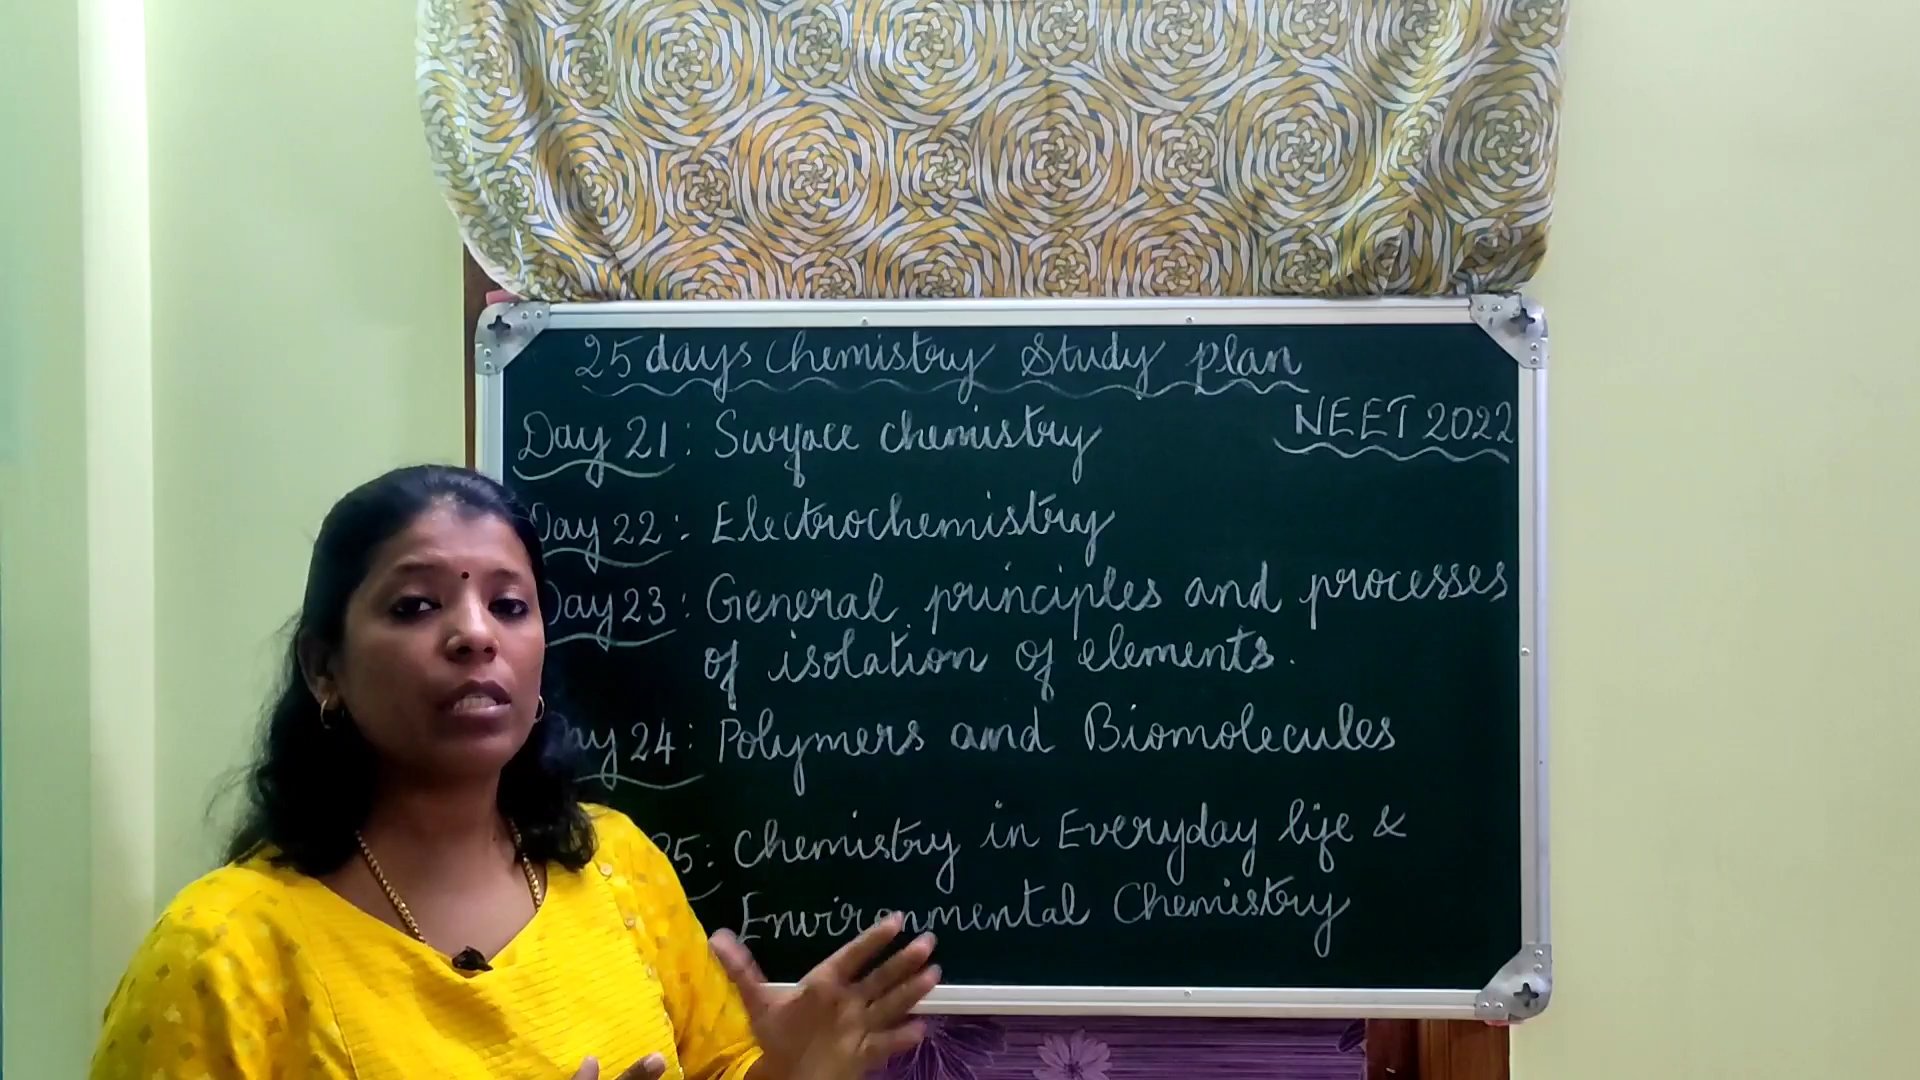 25 days Chemistry Study plan
NEET 2022
Day 21: Surface chemistry
Day 22: Electrochemistry
Day 23: General principles and processes
of isolation of elements.
24: Polymers and Biomolecules
Chemistry in Everyday life &
Environmental Chemistry